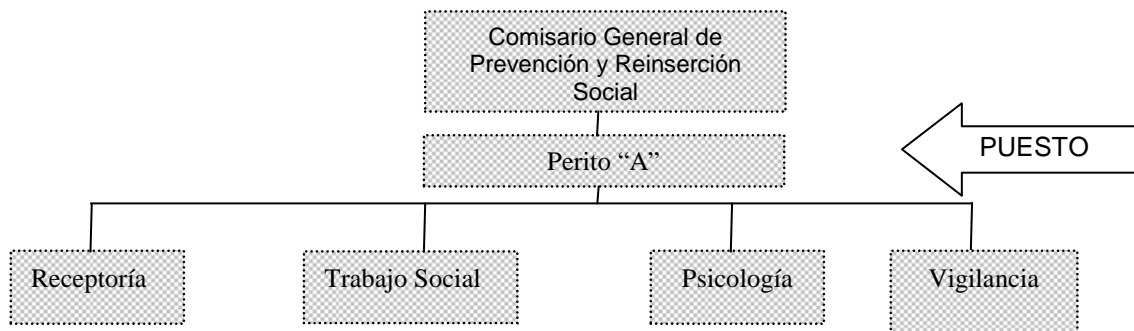 Comisario General de
Prevención y Reinserción
Social
PUESTO
Perito “A”
Receptoría
Trabajo Social
Psicología
Vigilancia